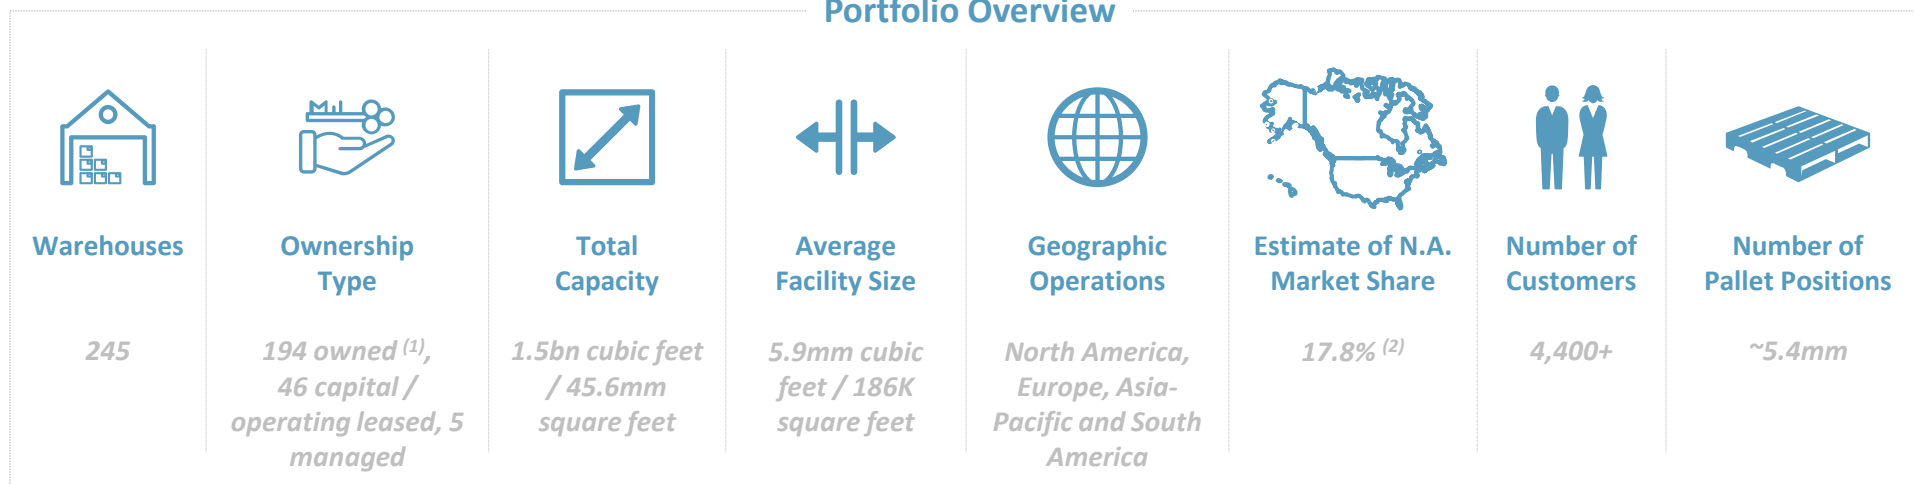 Portfolio Overview
Warehouses
245
Ownership
Type
194 owned (1),
46 capital /
operating leased, 5
managed
Total
Capacity
1.5bn cubic feet
/ 45.6mm
square feet
Average
Facility Size
5.9mm cubic
feet / 186K
square feet
Geographic
Operations
North America,
Europe, Asia-
Pacific and South
America
Estimate of N.A.
Market Share
17.8% (2)
Number of
Customers
4,400+
Number of
Pallet Positions
~5.4mm